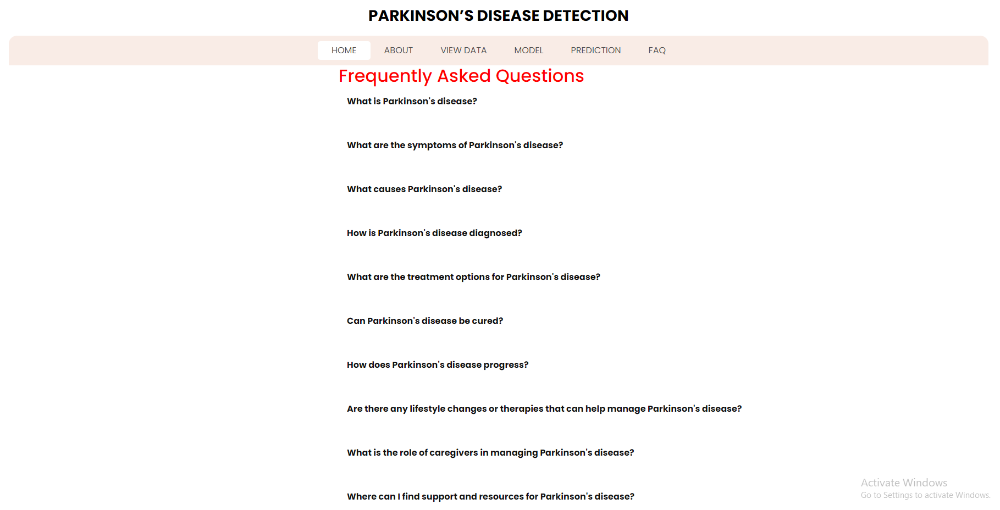 PARKINSON’S DISEASE DETECTION
HOME ABOUT VIEW DATA MODEL PREDICTION FAQ
Frequently Asked Questions
What is Parkinson's disease?
What are the symptoms of Parkinson's disease?
What causes Parkinson's disease?
How is Parkinson's disease diagnosed?
What are the treatment options for Parkinson's disease?
Can Parkinson's disease be cured?
How does Parkinson's disease progress?
Are there any lifestyle changes or therapies that can help manage Parkinson's disease?
What is the role of caregivers in managing Parkinson's disease?
Where can I find support and resources for Parkinson's disease?
Activate Windows
Go to Settings to activate Windows.